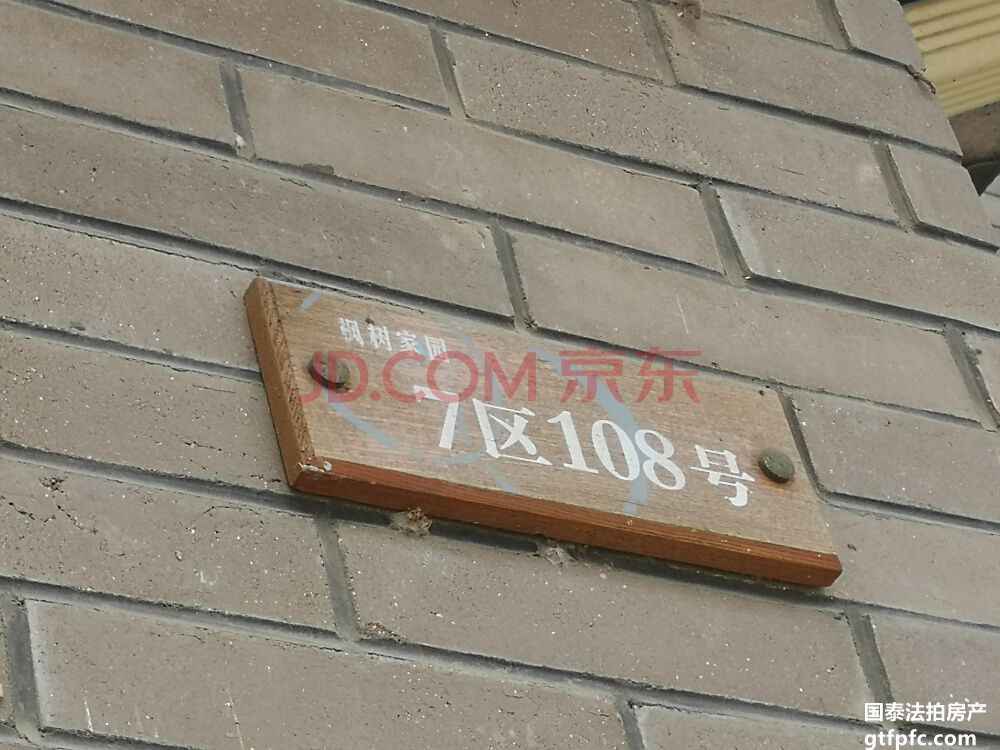 枫树家园
JD.COM 京东
7区108号
国泰法拍房产
gtfpfc.com